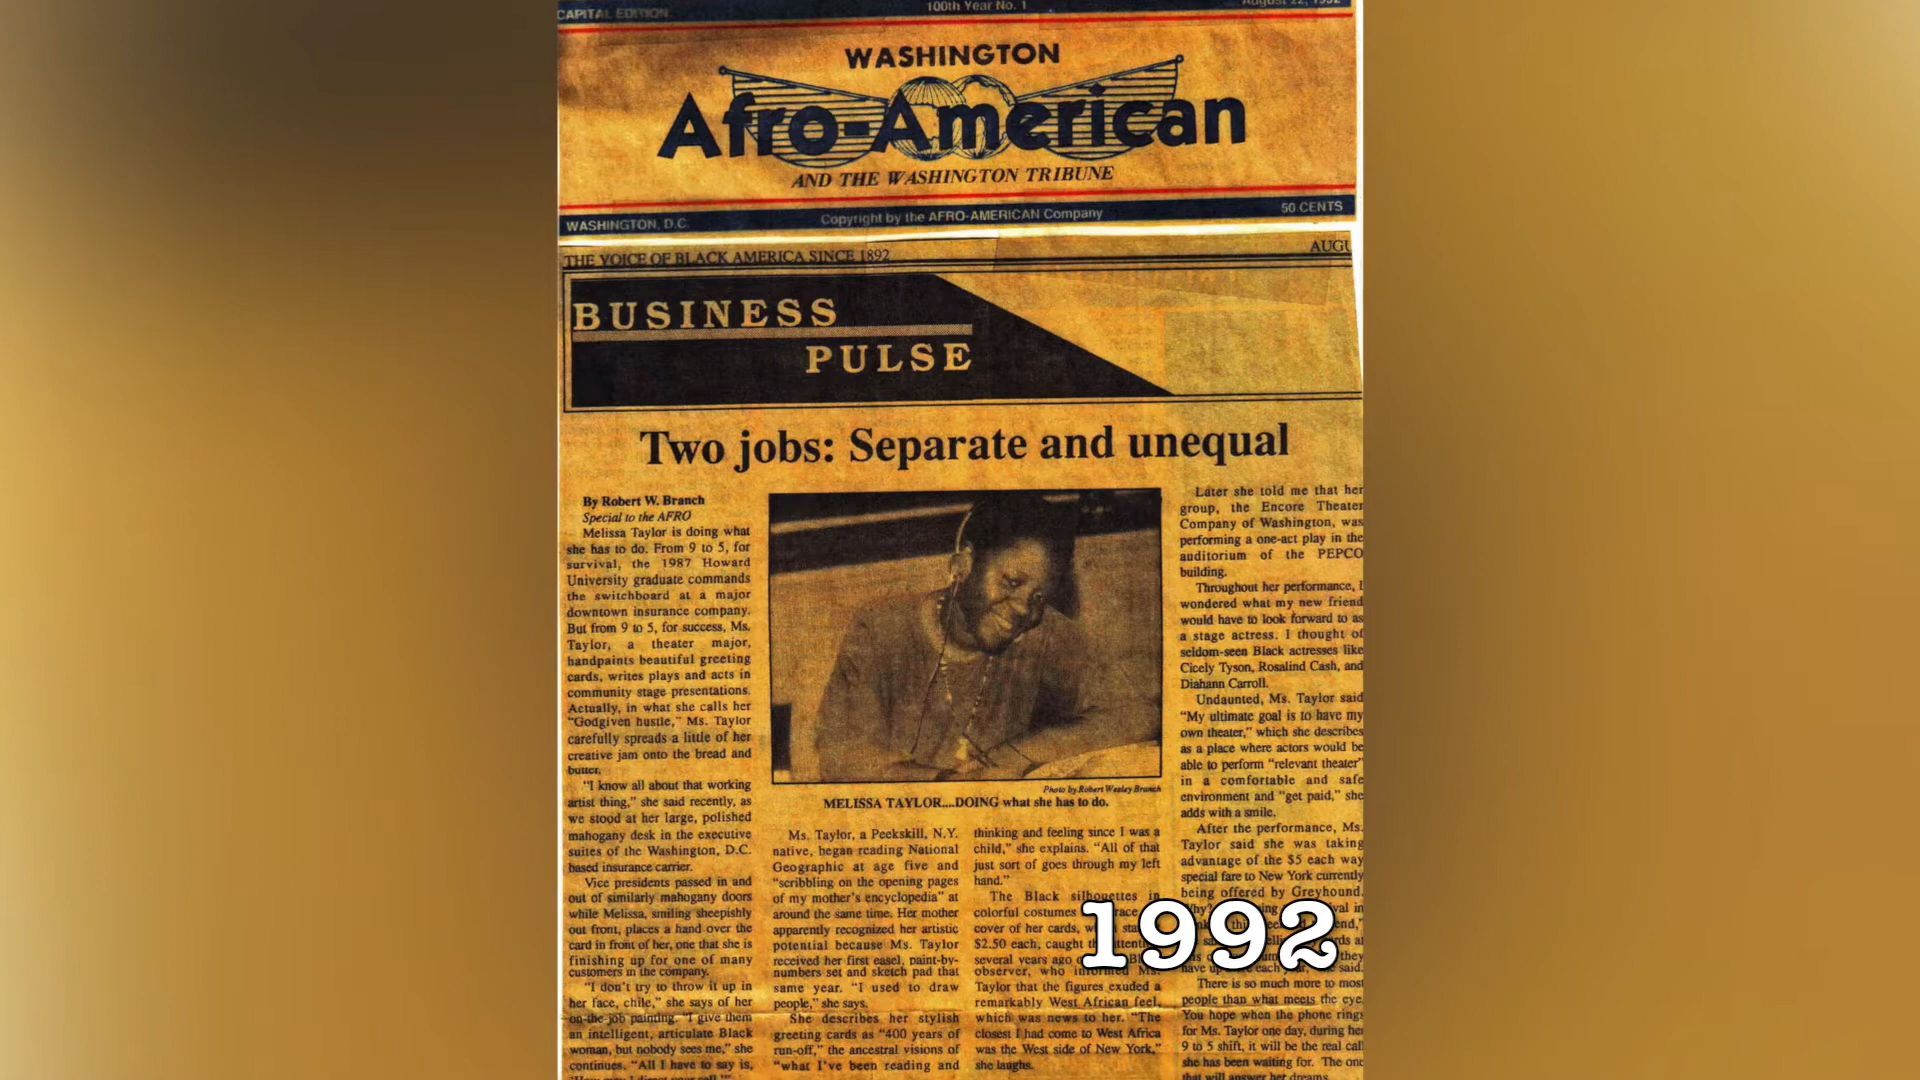 CAPITAL EDITION
100th Year No. 1
August 22, 1992
WASHINGTON
Afro-American
AND THE WASHINGTON TRIBUNE
WASHINGTON, D.C.
Copyright by the AFRO-AMERICAN Company
50 CENTS
THE VOICE OF BLACK AMERICA SINCE 1892
AUGU
BUSINESS
PULSE
Two jobs: Separate and unequal
By Robert W. Branch
Special to the AFRO
Melissa Taylor is doing what
she has to do. From 9 to 5, for
survival, the 1987 Howard
University graduate commands
the switchboard at a major
downtown insurance company.
But from 9 to 5, for success, Ms.
Taylor, a theater major,
handpaints beautiful greeting
cards, writes plays and acts in
community stage presentations.
Actually, in what she calls her
"Godgiven hustle," Ms. Taylor
carefully spreads a little of her
creative jam onto the bread and
butter.
"I know all about that working
artist thing," she said recently, as
we stood at her large, polished
mahogany desk in the executive
suites of the Washington, D.C.
based insurance carrier.
Vice presidents passed in and
out of similarly mahogany doors
while Melissa, smiling sheepishly
out front, places a hand over the
card in front of her, one that she is
finishing up for one of many
customers in the company.
"I don't try to throw it up in
her face, chile," she says of her
on-the-job painting. "I give them
an intelligent, articulate Black
woman, but nobody sees me," she
continues. "All I have to say is,
Photo by Robert Wesley Branch
MELISSA TAYLOR....DOING what she has to do.
Ms. Taylor, a Peekskill, N.Y.
native, began reading National
Geographic at age five and
"scribbling on the opening pages
of my mother's encyclopedia" at
around the same time. Her mother
apparently recognized her artistic
potential because Ms. Taylor
received her first easel, paint-by-
numbers set and sketch pad that
same year. "I used to draw
people," she says.
She describes her stylish
greeting cards as "400 years of
run-off," the ancestral visions of
"what I've been reading and
thinking and feeling since I was a
child," she explains. "All of that
just sort of goes through my left
hand."
The Black silhouettes in
colorful costumes
cover of her cards,
$2.50 each, caught
several years ago
observer, who informed Ms.
Taylor that the figures exuded a
remarkably West African feel,
which was news to her. "The
closest I had come to West Africa
was the West side of New York,"
she laughs.
Later she told me that her
group, the Encore Theater
Company of Washington, was
performing a one-act play in the
auditorium of the PEPCO
building.
Throughout her performance, I
wondered what my new friend
would have to look forward to as
a stage actress. I thought of
seldom-seen Black actresses like
Cicely Tyson, Rosalind Cash, and
Diahann Carroll.
Undaunted, Ms. Taylor said
"My ultimate goal is to have my
own theater," which she describes
as a place where actors would be
able to perform "relevant theater"
in a comfortable and safe
environment and "get paid," she
adds with a smile.
After the performance, Ms.
Taylor said she was taking
advantage of the $5 each way
special fare to New York currently
being offered by Greyhound.
have up each said.
There is so much more to most
people than what meets the eye.
You hope when the phone rings
for Ms. Taylor one day, during her
9 to 5 shift, it will be the real call
she has been waiting for. The one
that will answer her dreams.
1992